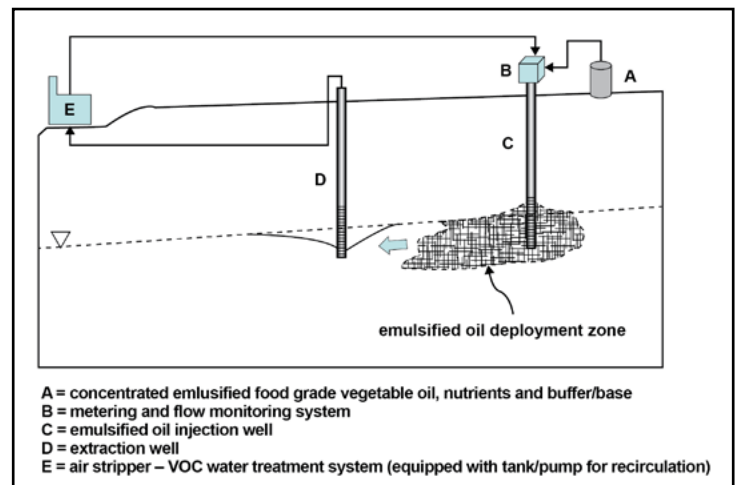 B
A
E
C
D
emulsified oil deployment zone
A = concentrated emlusified food grade vegetable oil, nutrients and buffer/base
B = metering and flow monitoring system
C = emulsified oil injection well
D = extraction well
E = air stripper – VOC water treatment system (equipped with tank/pump for recirculation)